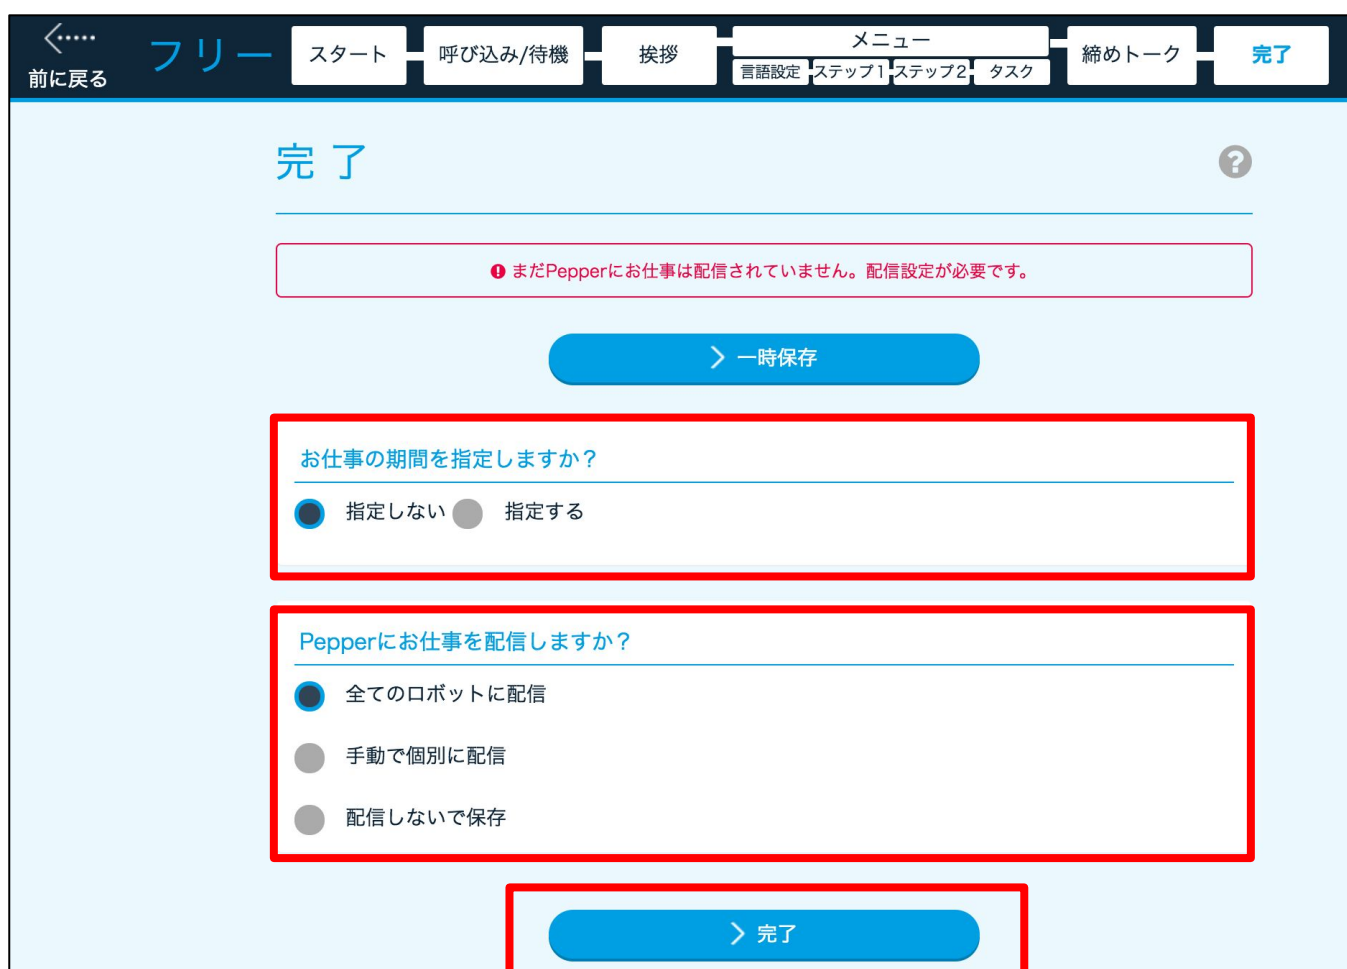 前に戻る
フリー
スタート
呼び込み/待機
挨拶
メニュー
言語設定 ステップ1 ステップ2 タスク
締めトーク
完了
完了
?
! まだPepperにお仕事は配信されていません。配信設定が必要です。
一時保存
お仕事の期間を指定しますか？
指定しない 指定する
Pepperにお仕事を配信しますか？
全てのロボットに配信
手動で個別に配信
配信しないで保存
完了